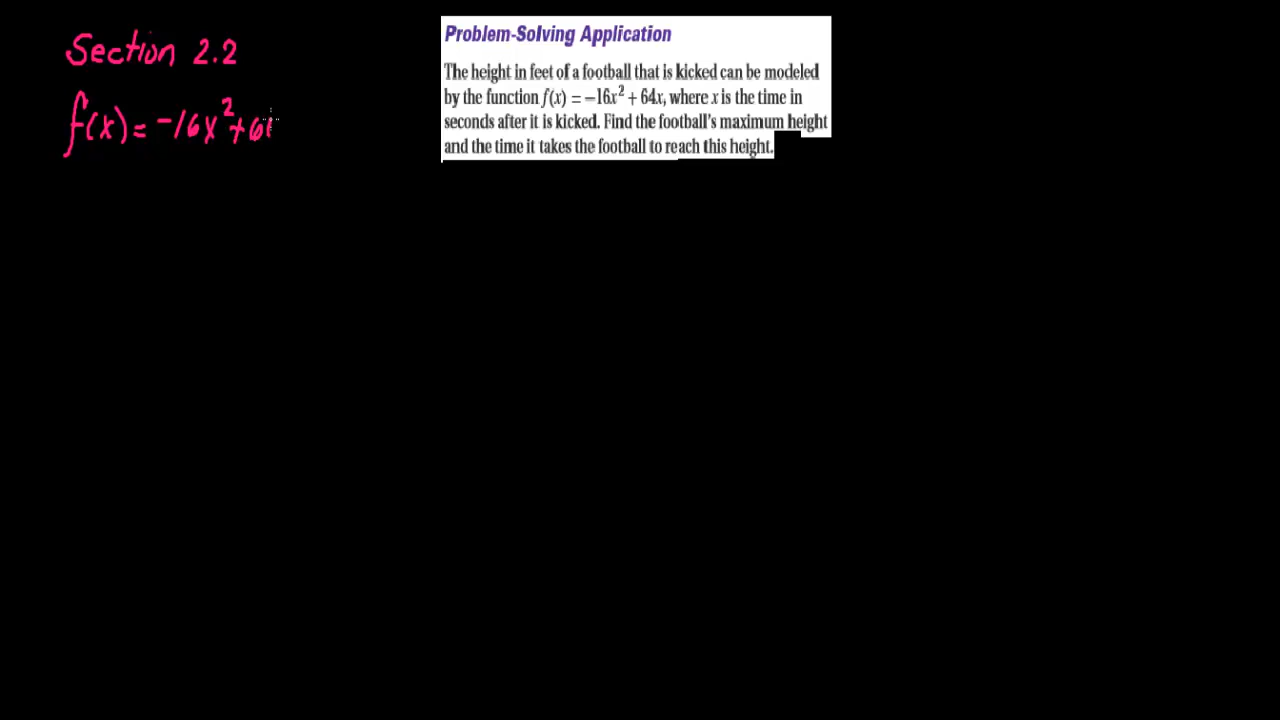 Section 2.2
f(x) = -16x² + 6
Problem-Solving Application
The height in feet of a football that is kicked can be modeled
by the function f(x) = −16x² + 64x, where x is the time in
seconds after it is kicked. Find the football's maximum height
and the time it takes the football to reach this height.